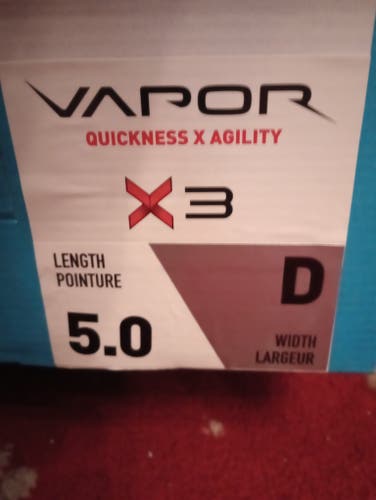 VAPOR
QUICKNESS X AGILITY
X3
LENGTH
POINTURE
5.0
D
WIDTH
LARGEUR